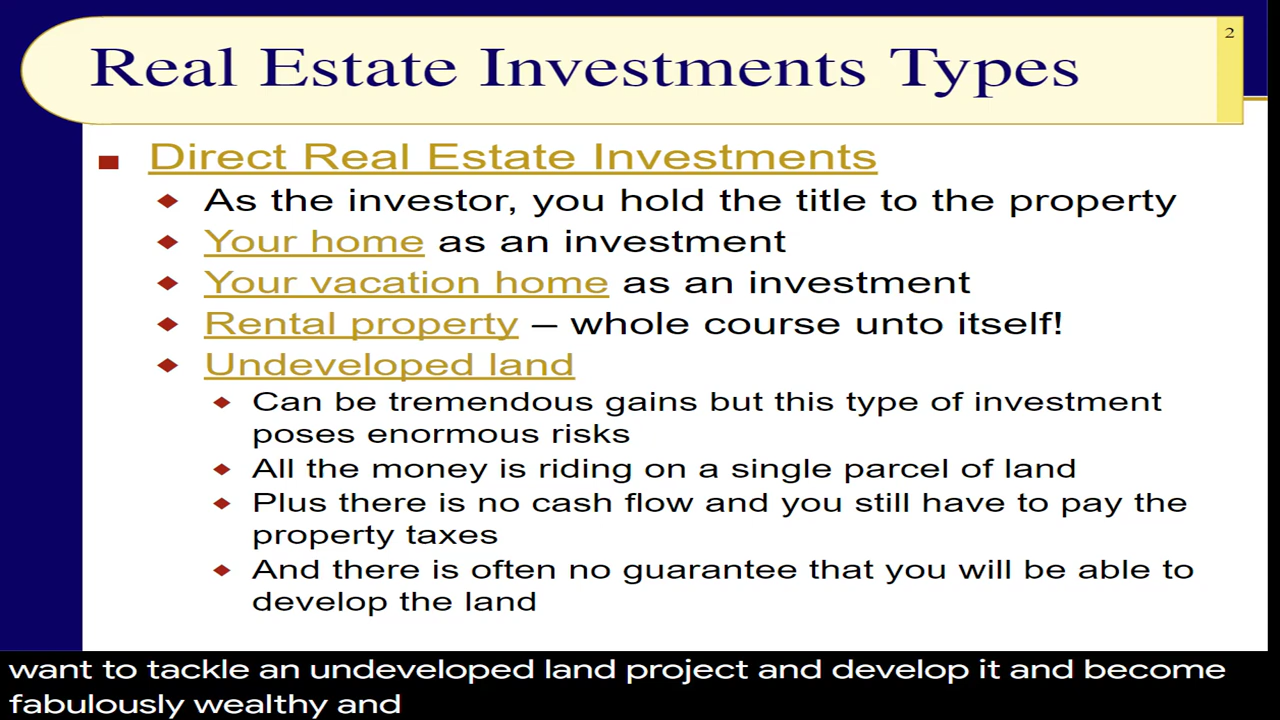 2
Real Estate Investments Types
Direct Real Estate Investments
As the investor, you hold the title to the property
Your home as an investment
Your vacation home as an investment
Rental property – whole course unto itself!
Undeveloped land
Can be tremendous gains but this type of investment
poses enormous risks
All the money is riding on a single parcel of land
Plus there is no cash flow and you still have to pay the
property taxes
And there is often no guarantee that you will be able to
develop the land
want to tackle an undeveloped land project and develop it and become
fabulously wealthy and